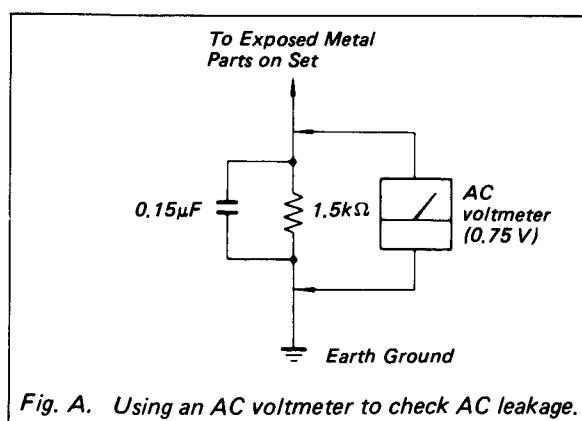 To Exposed Metal
Parts on Set
0.15μF
1.5kΩ
AC
voltmeter
(0.75 V)
Earth Ground
Fig. A. Using an AC voltmeter to check AC leakage.